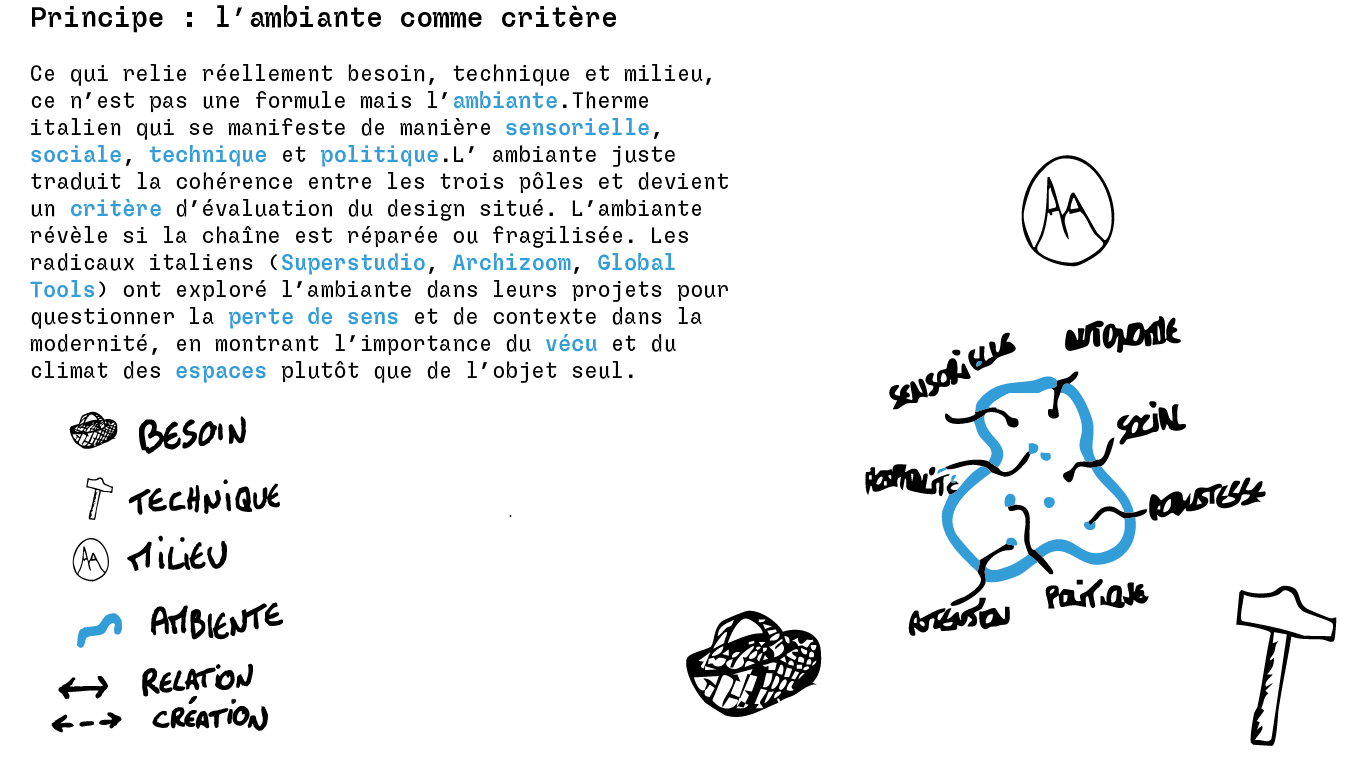 Principe : l’ambiante comme critère
Ce qui relie réellement besoin, technique et milieu,
ce n’est pas une formule mais l’ambiante.Therme
italien qui se manifeste de manière sensorielle,
sociale, technique et politique.L’ ambiante juste
traduit la cohérence entre les trois pôles et devient
un critère d’évaluation du design situé. L’ambiante
révèle si la chaîne est réparée ou fragilisée. Les
radicaux italiens (Superstudio, Archizoom, Global
Tools) ont exploré l’ambiante dans leurs projets pour
questionner la perte de sens et de contexte dans la
modernité, en montrant l’importance du vécu et du
climat des espaces plutôt que de l’objet seul.
BESOIN
TECHNIQUE
MILIEU
AMBIENTE
RELATION
CRÉATION
SENSORIELLE
AUTONOMIE
SOCIAL
ROBUSTESSE
POLITIQUE
ATTENTION